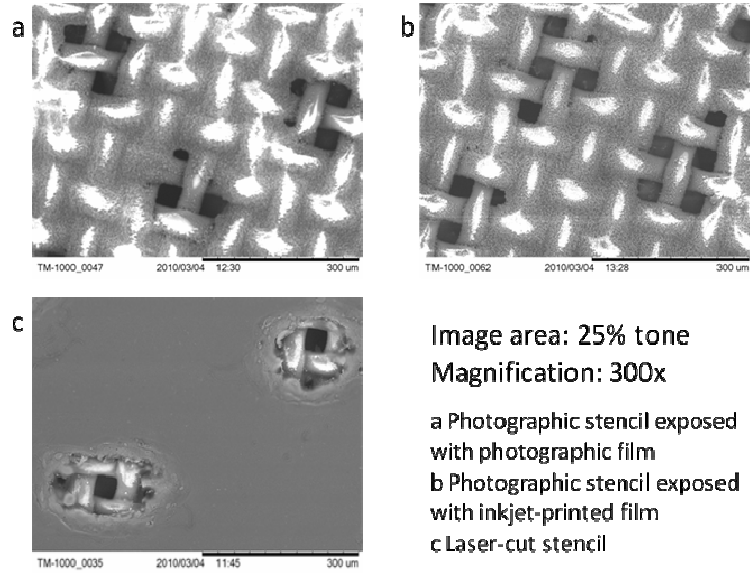 a
b
TM-1000_0047 2010/03/04 12:30 300 um
TM-1000_0062 2010/03/04 13:28 300 um
c
TM-1000_0035 2010/03/04 11:45 300 um
Image area: 25% tone
Magnification: 300x
a Photographic stencil exposed
with photographic film
b Photographic stencil exposed
with inkjet-printed film
c Laser-cut stencil